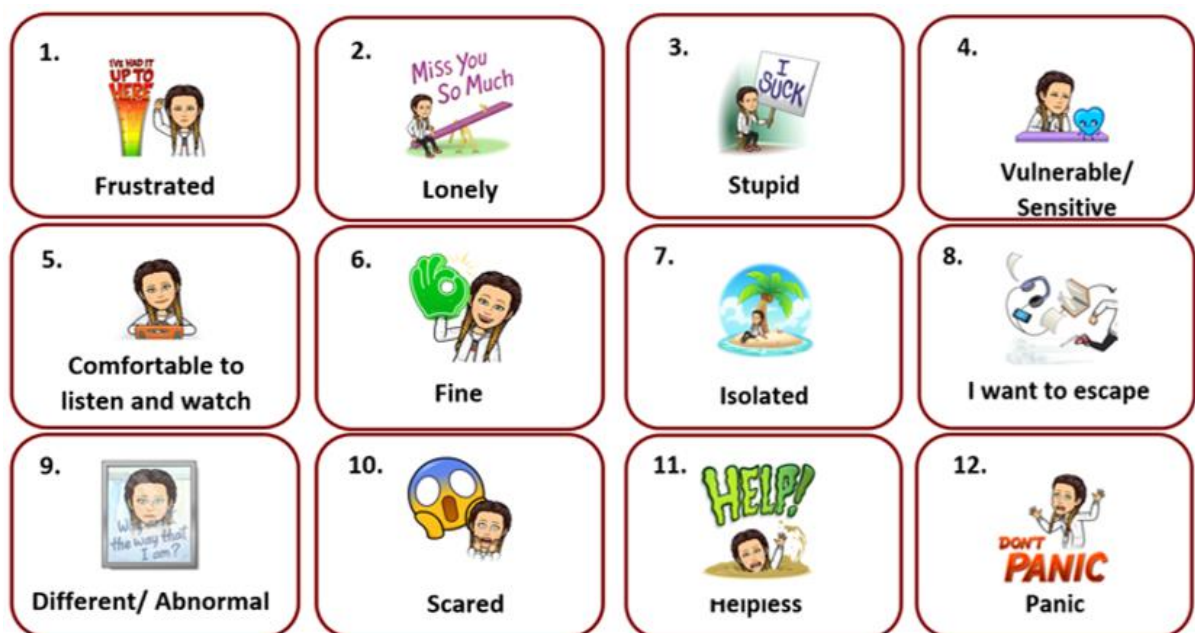 1.
I'VE HAD IT
UP TO
HERE
Frustrated
2.
Miss You
So Much
Lonely
3.
I
SUCK
Stupid
4.
Vulnerable/
Sensitive
5.
Comfortable to
listen and watch
6.
Fine
7.
Isolated
8.
I want to escape
9.
the way that
I am?
Different/ Abnormal
10.
Scared
11.
HELP!
Helpless
12.
DON'T
PANIC
Panic